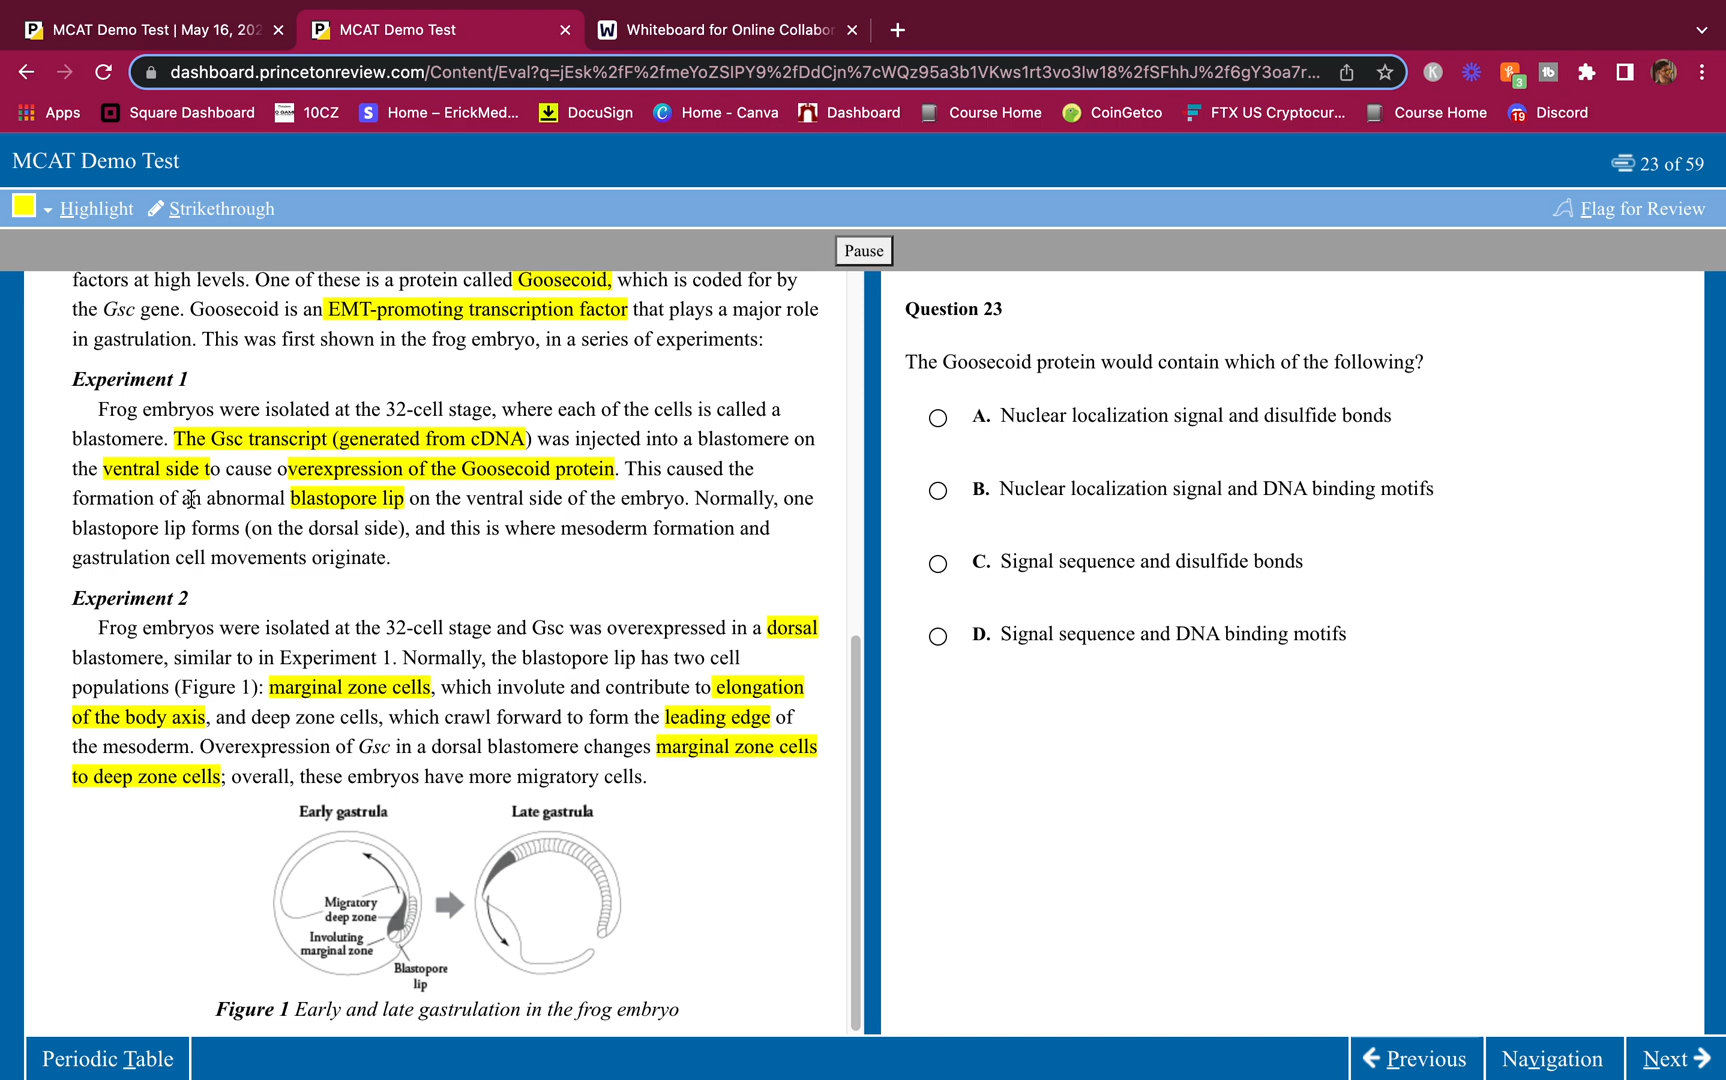 MCAT Demo Test | May 16, 202
MCAT Demo Test
Whiteboard for Online Collabor
dashboard.princetonreview.com/Content/Eval?q=jEsk%2fF%2fmeYoZSIPY9%2fDdCjn%7cWQz95a3b1VKws1rt3vo3lw18%2fSFhhJ%2f6gY3oa7r...
Apps
Square Dashboard
10CZ
Home – ErickMed...
DocuSign
Home - Canva
Dashboard
Course Home
CoinGetco
FTX US Cryptocur...
Course Home
19
Discord
MCAT Demo Test
23 of 59
Highlight
Strikethrough
Flag for Review
Pause
factors at high levels. One of these is a protein called Goosecoid, which is coded for by
the Gsc gene. Goosecoid is an EMT-promoting transcription factor that plays a major role
in gastrulation. This was first shown in the frog embryo, in a series of experiments:
Experiment 1
Frog embryos were isolated at the 32-cell stage, where each of the cells is called a
blastomere. The Gsc transcript (generated from cDNA) was injected into a blastomere on
the ventral side to cause overexpression of the Goosecoid protein. This caused the
formation of an abnormal blastopore lip on the ventral side of the embryo. Normally, one
blastopore lip forms (on the dorsal side), and this is where mesoderm formation and
gastrulation cell movements originate.
Experiment 2
Frog embryos were isolated at the 32-cell stage and Gsc was overexpressed in a dorsal
blastomere, similar to in Experiment 1. Normally, the blastopore lip has two cell
populations (Figure 1): marginal zone cells, which involute and contribute to elongation
of the body axis, and deep zone cells, which crawl forward to form the leading edge of
the mesoderm. Overexpression of Gsc in a dorsal blastomere changes marginal zone cells
to deep zone cells; overall, these embryos have more migratory cells.
Early gastrula
Late gastrula
Migratory
deep zone
Involuting
marginal zone
Blastopore
lip
Figure 1 Early and late gastrulation in the frog embryo
Question 23
The Goosecoid protein would contain which of the following?
A. Nuclear localization signal and disulfide bonds
B. Nuclear localization signal and DNA binding motifs
C. Signal sequence and disulfide bonds
D. Signal sequence and DNA binding motifs
Periodic Table
Previous
Navigation
Next